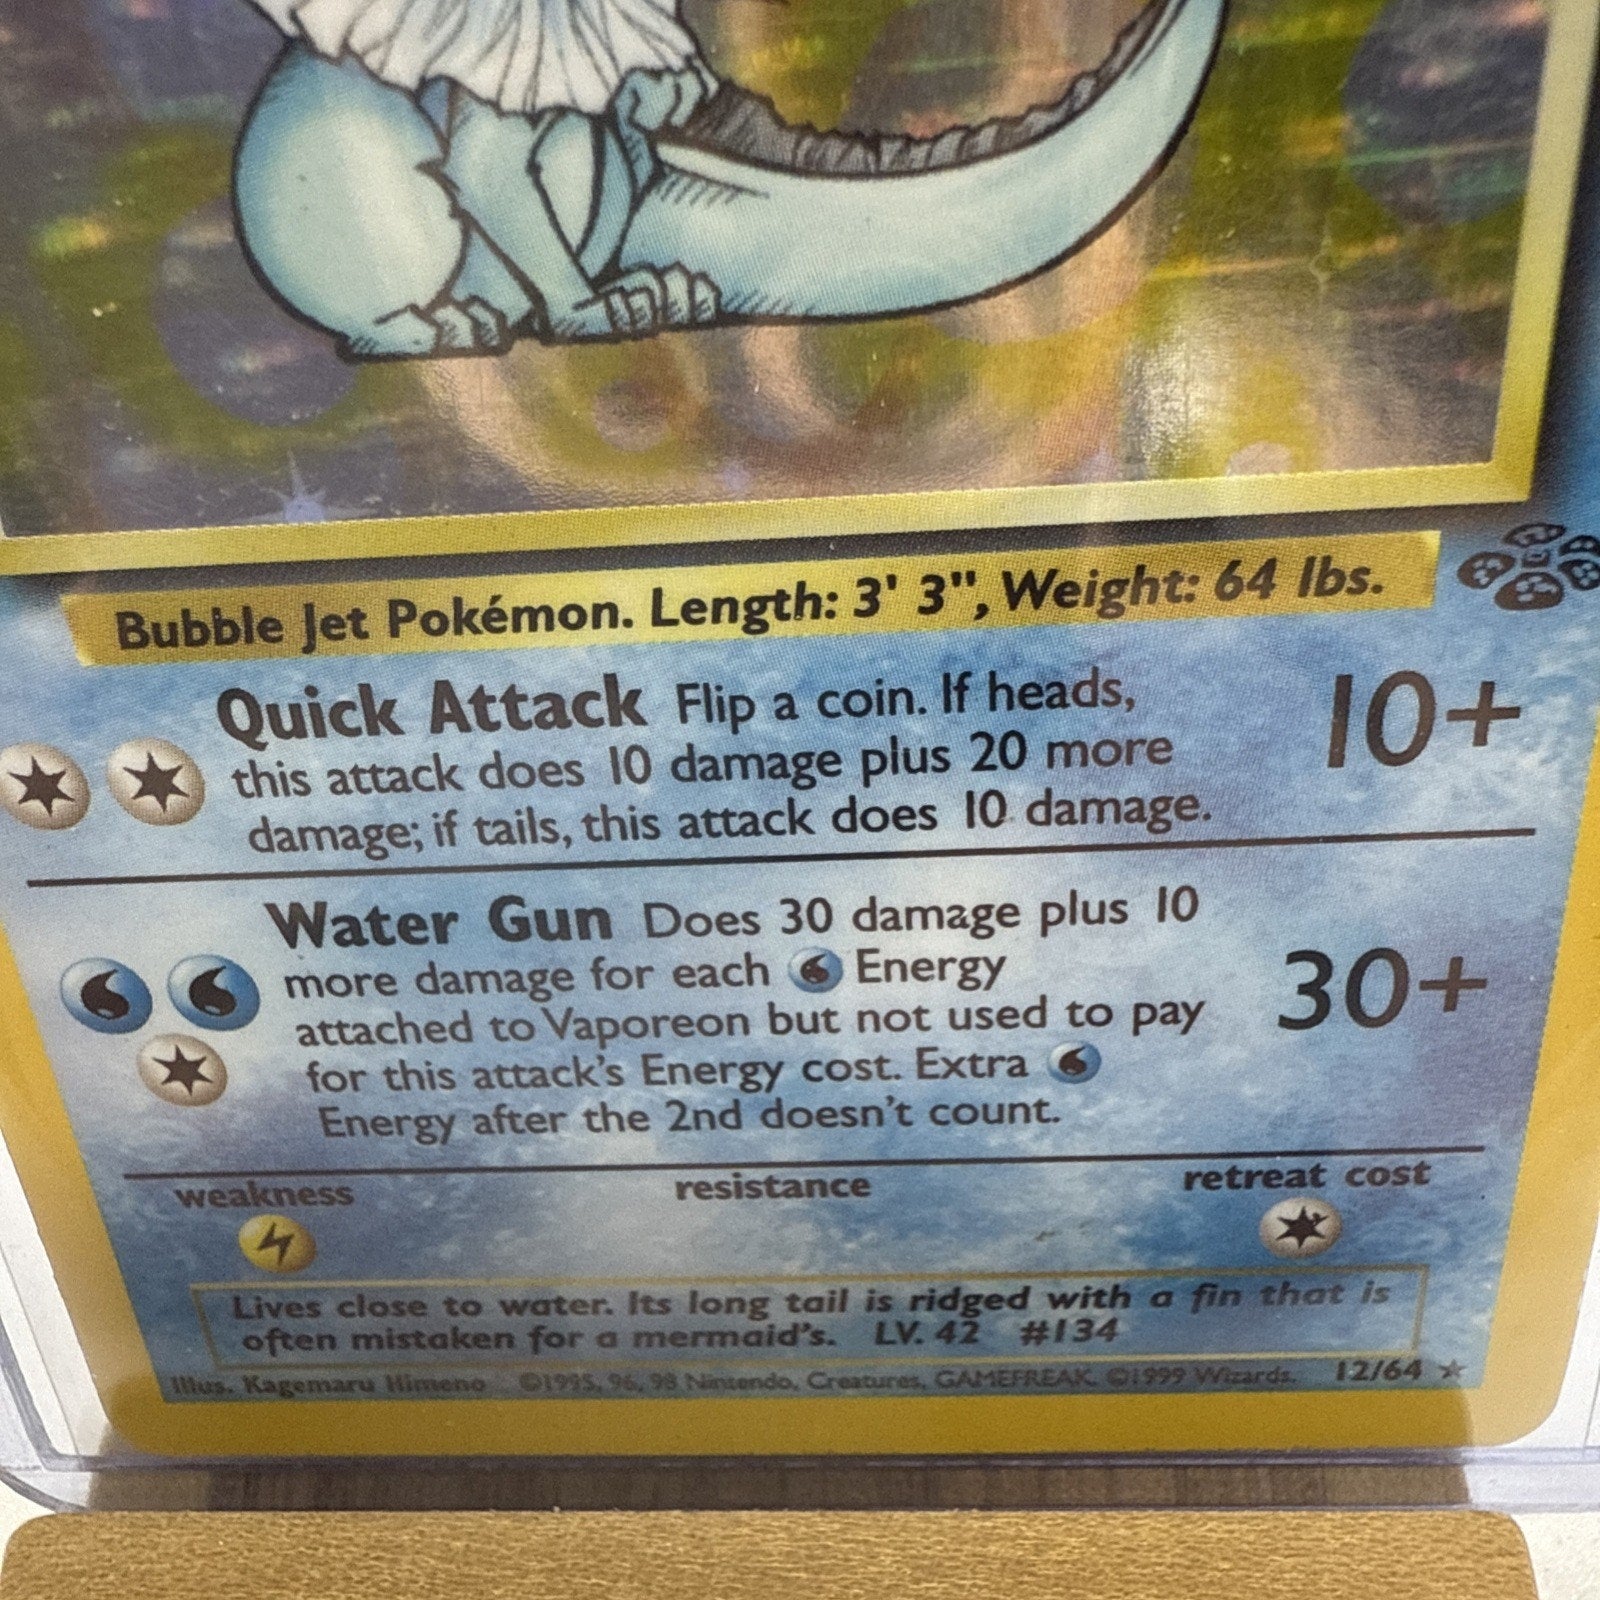 Bubble Jet Pokémon. Length: 3' 3", Weight: 64 lbs.
Quick Attack Flip a coin. If heads,
this attack does 10 damage plus 20 more
damage; if tails, this attack does 10 damage.
10+
Water Gun Does 30 damage plus 10
more damage for each Energy
attached to Vaporeon but not used to pay
for this attack's Energy cost. Extra
Energy after the 2nd doesn't count.
30+
weakness
resistance
retreat cost
Lives close to water. Its long tail is ridged with a fin that is
often mistaken for a mermaid's. LV. 42 #134
Illus. Kagemaru Himeno ©1995, 96, 98 Nintendo, Creatures, GAMEFREAK. ©1999 Wizards. 12/64